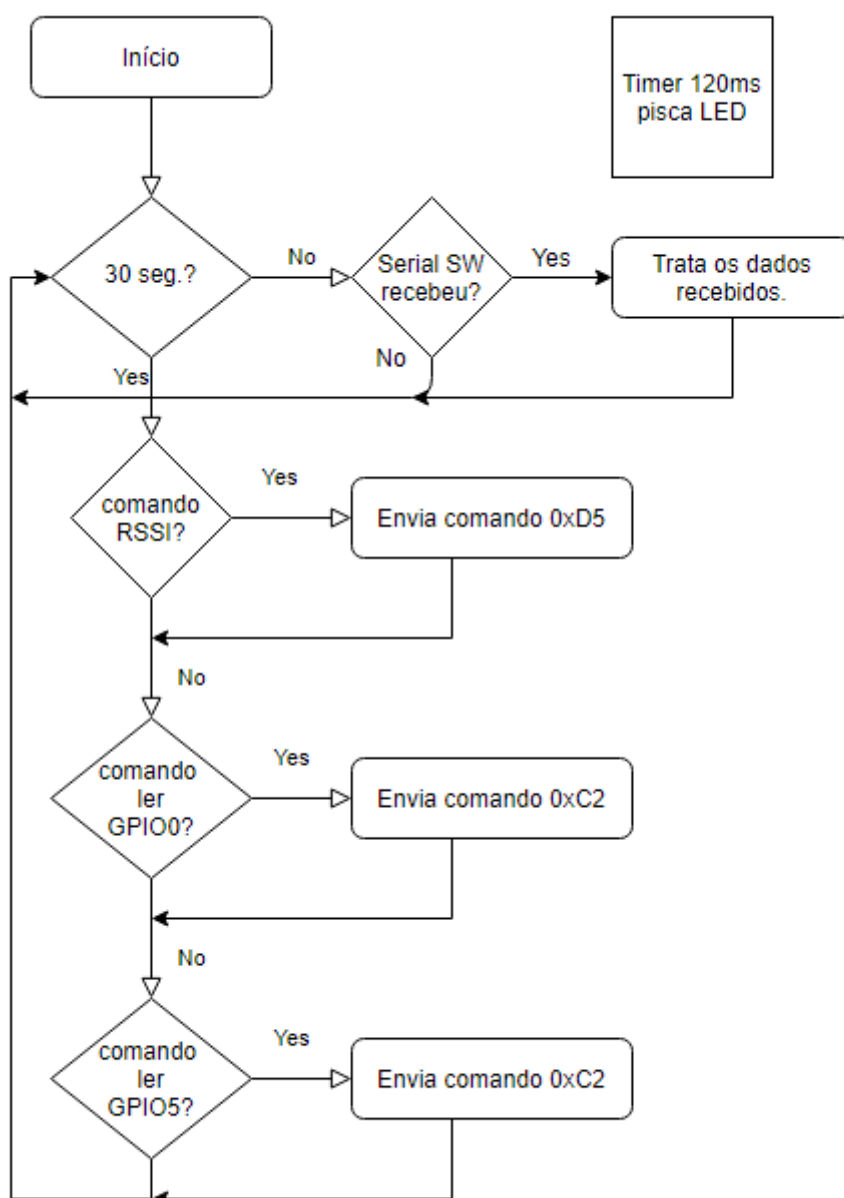 Início
Timer 120ms
pisca LED
30 seg.?
No
Serial SW
recebeu?
Yes
Trata os dados
recebidos.
No
Yes
comando
RSSI?
Yes
Envia comando 0xD5
No
comando
ler
GPIO0?
Yes
Envia comando 0xC2
No
comando
ler
GPIO5?
Yes
Envia comando 0xC2